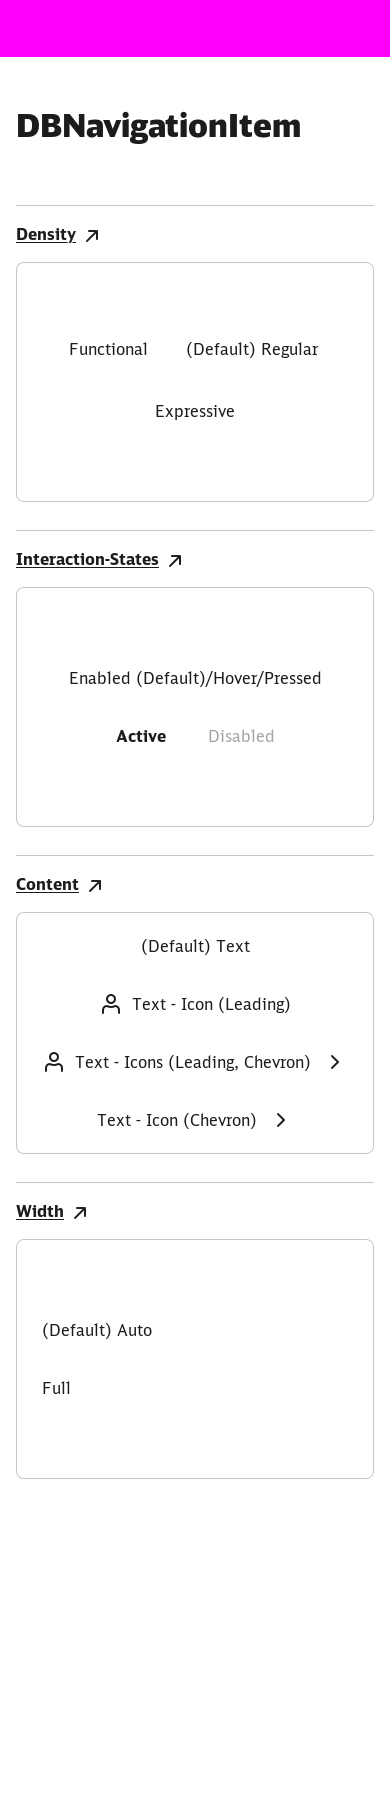 DBNavigationItem
Density
Functional (Default) Regular
Expressive
Interaction-States
Enabled (Default)/Hover/Pressed
Active Disabled
Content
(Default) Text
Text - Icon (Leading)
Text - Icons (Leading, Chevron)
Text - Icon (Chevron)
Width
(Default) Auto
Full